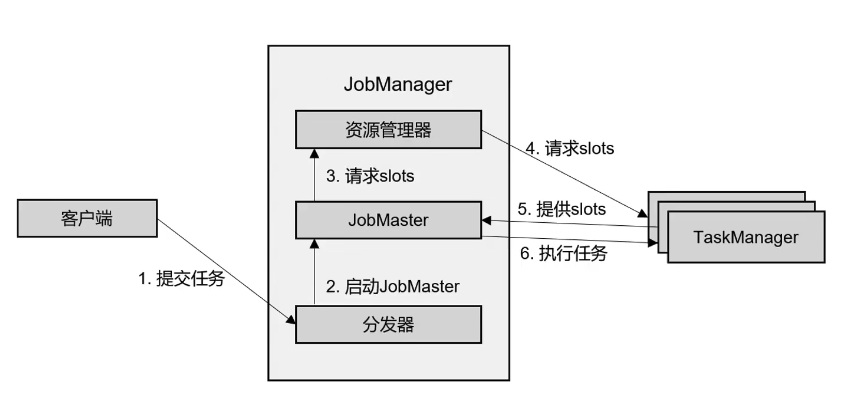 JobManager
资源管理器
4. 请求slots
3. 请求slots
客户端
JobMaster
5. 提供slots
TaskManager
6. 执行任务
1. 提交任务
2. 启动JobMaster
分发器